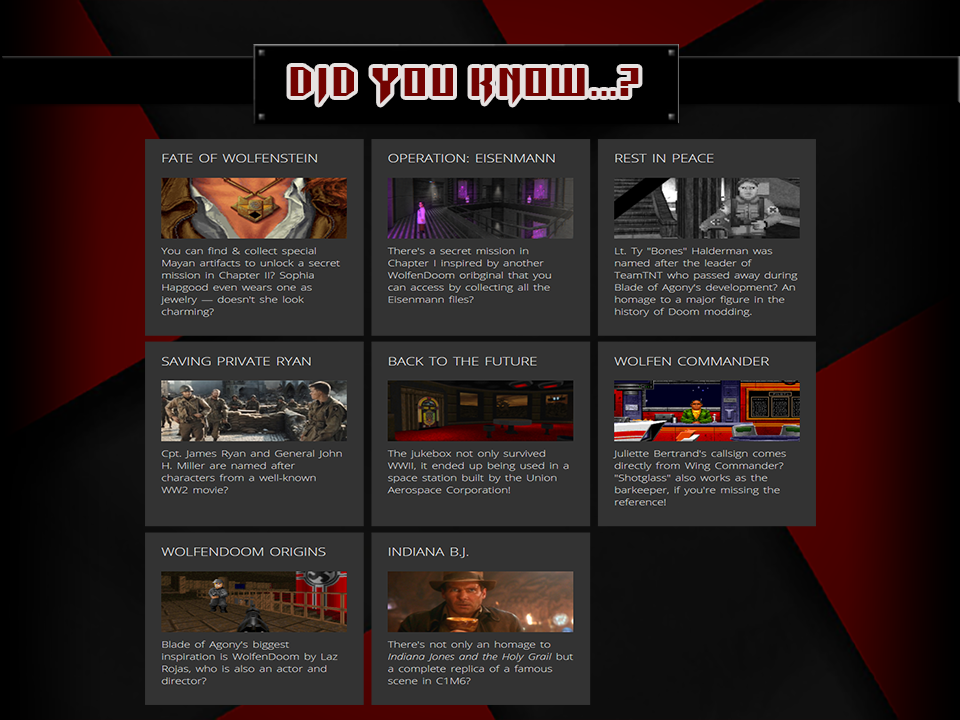 DID YOU KNOW...?
FATE OF WOLFENSTEIN
You can find & collect special
Mayan artifacts to unlock a secret
mission in Chapter II? Sophia
Hapgood even wears one as
jewelry — doesn't she look
charming?
OPERATION: EISENMANN
There's a secret mission in
Chapter I inspired by another
WolfenDoom oribginal that you
can access by collecting all the
Eisenmann files?
REST IN PEACE
Lt. Ty "Bones" Halderman was
named after the leader of
TeamTNT who passed away during
Blade of Agony's development? An
homage to a major figure in the
history of Doom modding.
SAVING PRIVATE RYAN
Cpt. James Ryan and General John
H. Miller are named after
characters from a well-known
WW2 movie?
BACK TO THE FUTURE
The jukebox not only survived
WWII, it ended up being used in a
space station built by the Union
Aerospace Corporation!
WOLFEN COMMANDER
Juliette Bertrand's callsign comes
directly from Wing Commander?
"Shotglass" also works as the
barkeeper, if you're missing the
reference!
WOLFENDOOM ORIGINS
Blade of Agony's biggest
inspiration is WolfenDoom by Laz
Rojas, who is also an actor and
director?
INDIANA B.J.
There's not only an homage to
Indiana Jones and the Holy Grail but
a complete replica of a famous
scene in C1M6?